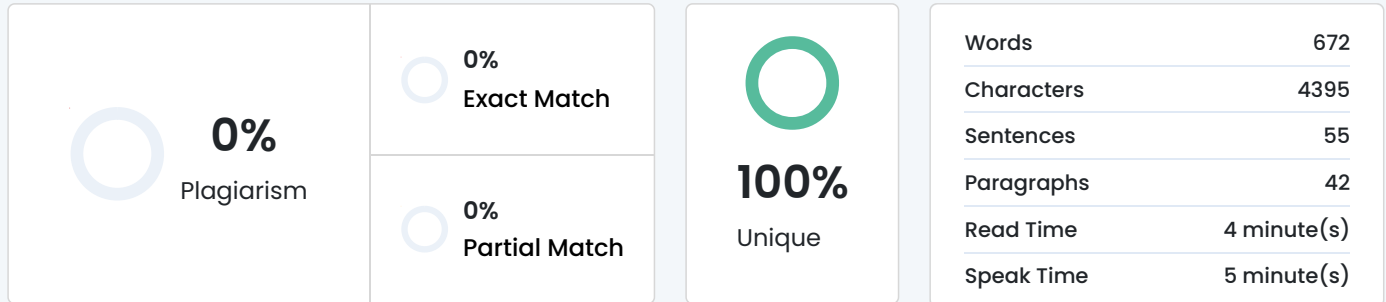 0%
Plagiarism
0%
Exact Match
0%
Partial Match
100%
Unique
Words 672
Characters 4395
Sentences 55
Paragraphs 42
Read Time 4 minute(s)
Speak Time 5 minute(s)